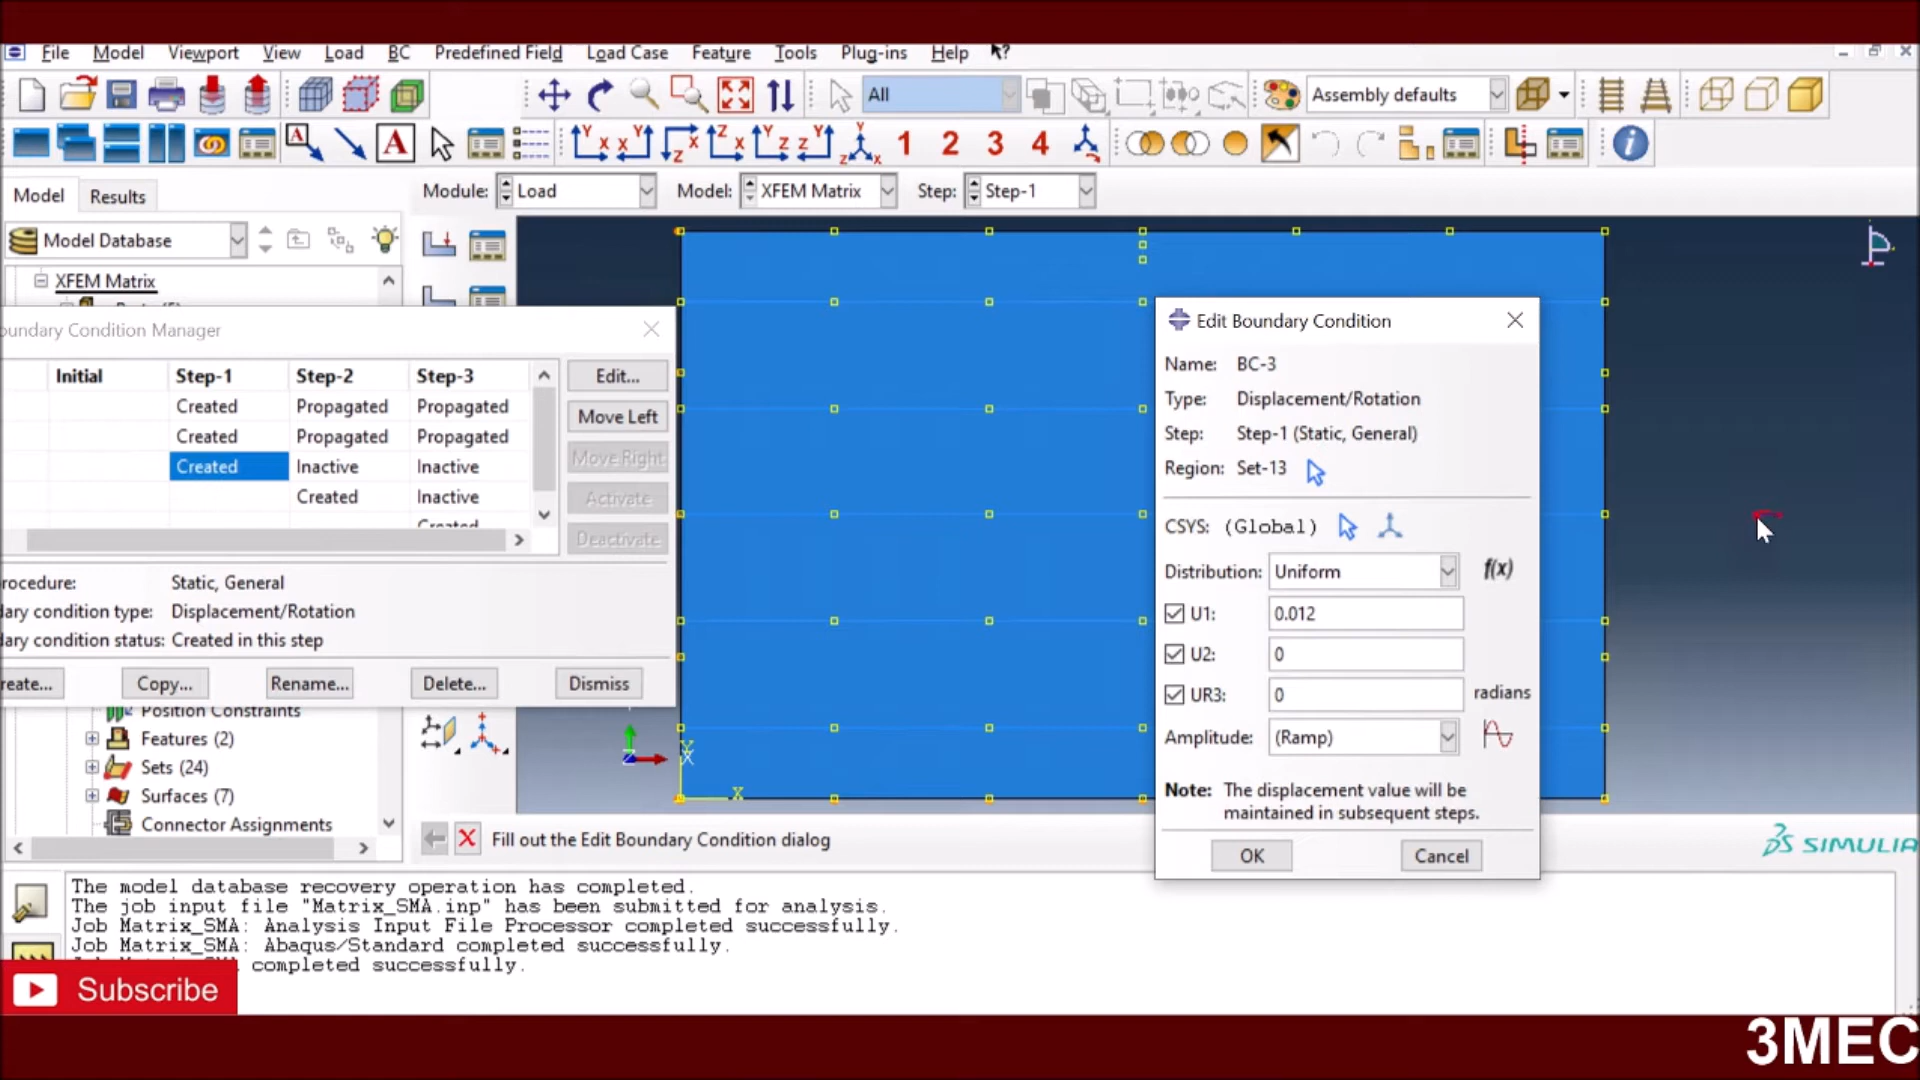 File Model Viewport View Load BC Predefined Field Load Case Feature Tools Plug-ins Help
All
Assembly defaults
A A 1 2 3 4
Model Results
Module: Load Model: XFEM Matrix Step: Step-1
Model Database
XFEM Matrix
oundary Condition Manager
Initial Step-1 Step-2 Step-3
Created Propagated Propagated
Created Propagated Propagated
Created Inactive Inactive
Created Inactive
Created
Edit...
Move Left
Move Right
Activate
Deactivate
rocedure: Static, General
dary condition type: Displacement/Rotation
dary condition status: Created in this step
reate... Copy... Rename... Delete... Dismiss
Position Constraints
Features (2)
Sets (24)
Surfaces (7)
Connector Assignments
Y
X
Z
X
Edit Boundary Condition
Name: BC-3
Type: Displacement/Rotation
Step: Step-1 (Static, General)
Region: Set-13
CSYS: (Global)
Distribution: Uniform f(x)
U1: 0.012
U2: 0
UR3: 0 radians
Amplitude: (Ramp)
Note: The displacement value will be
maintained in subsequent steps.
OK Cancel
Fill out the Edit Boundary Condition dialog
SIMULIA
The model database recovery operation has completed.
The job input file "Matrix_SMA.inp" has been submitted for analysis.
Job Matrix_SMA: Analysis Input File Processor completed successfully.
Job Matrix_SMA: Abaqus/Standard completed successfully.
completed successfully.
Subscribe
3MEC